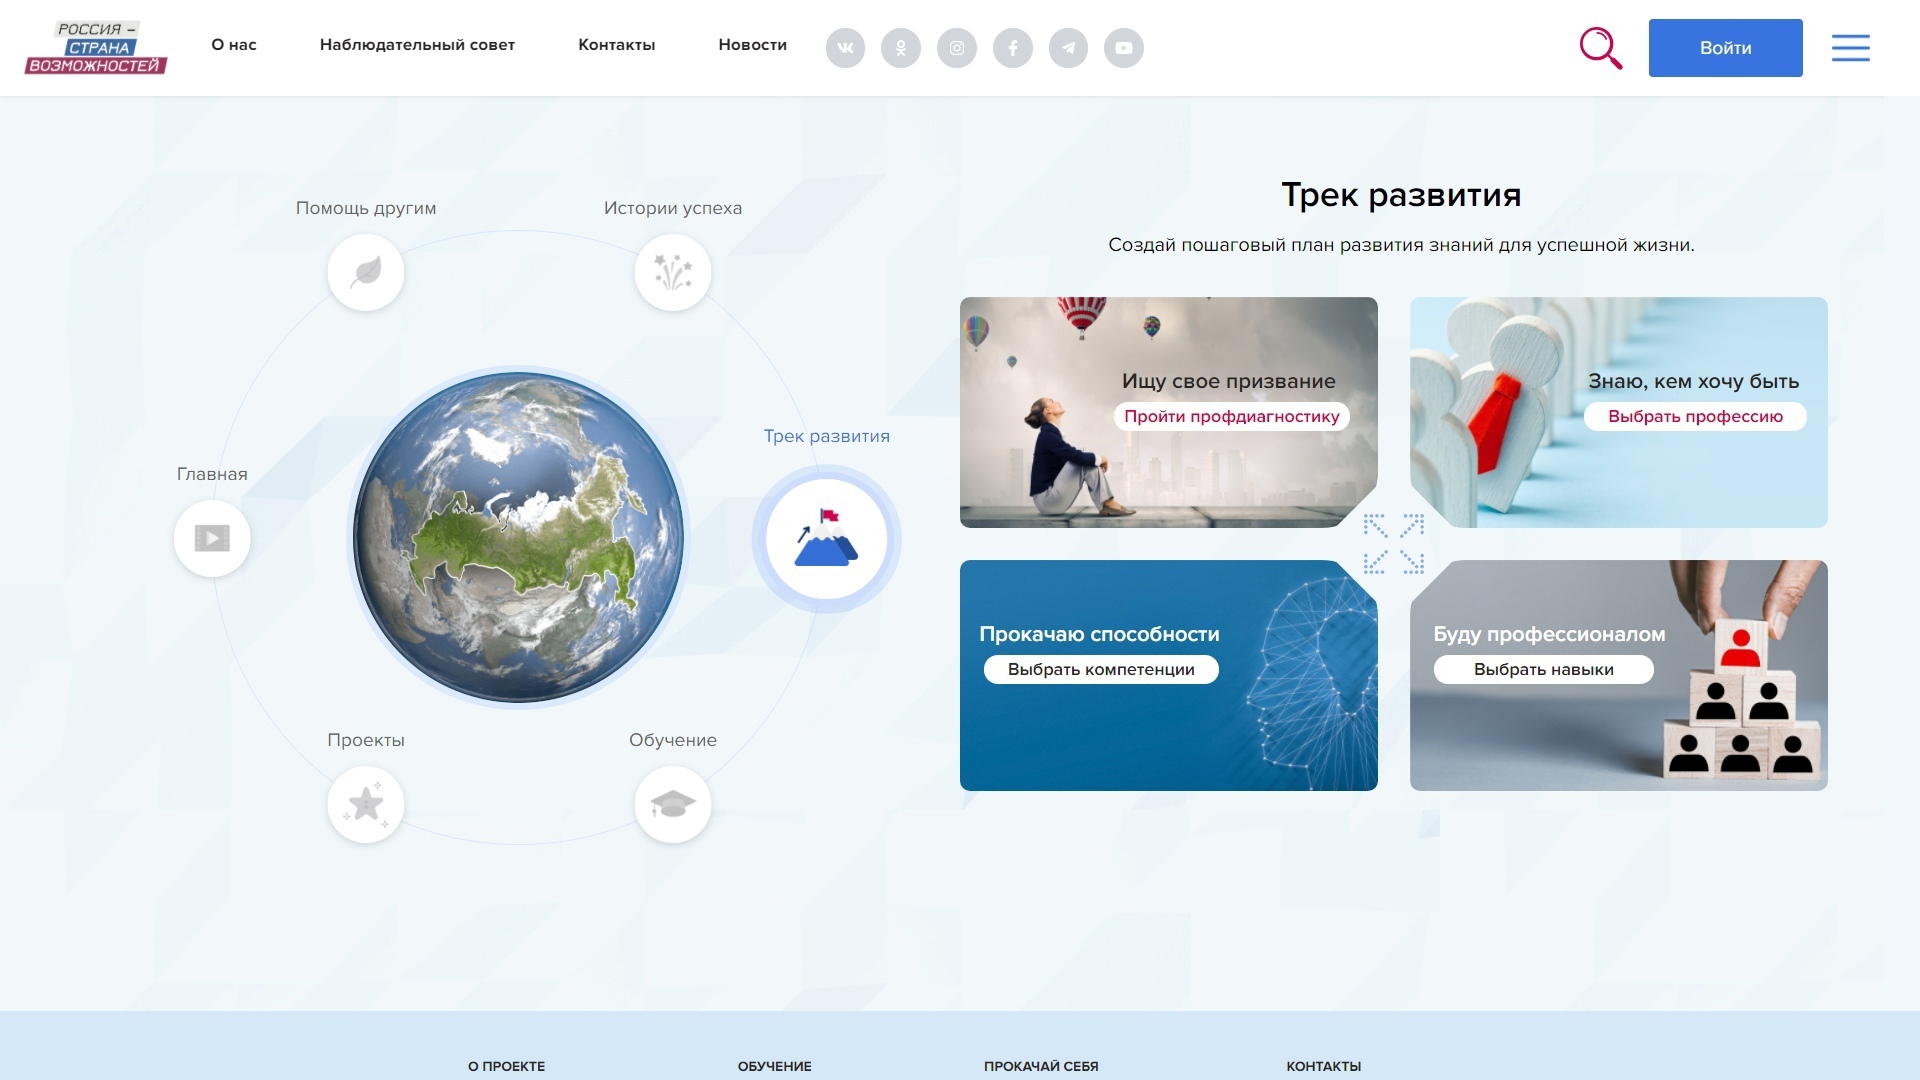 РОССИЯ –
СТРАНА
ВОЗМОЖНОСТЕЙ
О нас
Наблюдательный совет
Контакты
Новости
Войти
Помощь другим
Истории успеха
Трек развития
Главная
Проекты
Обучение
Трек развития
Создай пошаговый план развития знаний для успешной жизни.
Ищу свое призвание
Пройти профдиагностику
Знаю, кем хочу быть
Выбрать профессию
Прокачаю способности
Выбрать компетенции
Буду профессионалом
Выбрать навыки
О ПРОЕКТЕ
ОБУЧЕНИЕ
ПРОКАЧАЙ СЕБЯ
КОНТАКТЫ